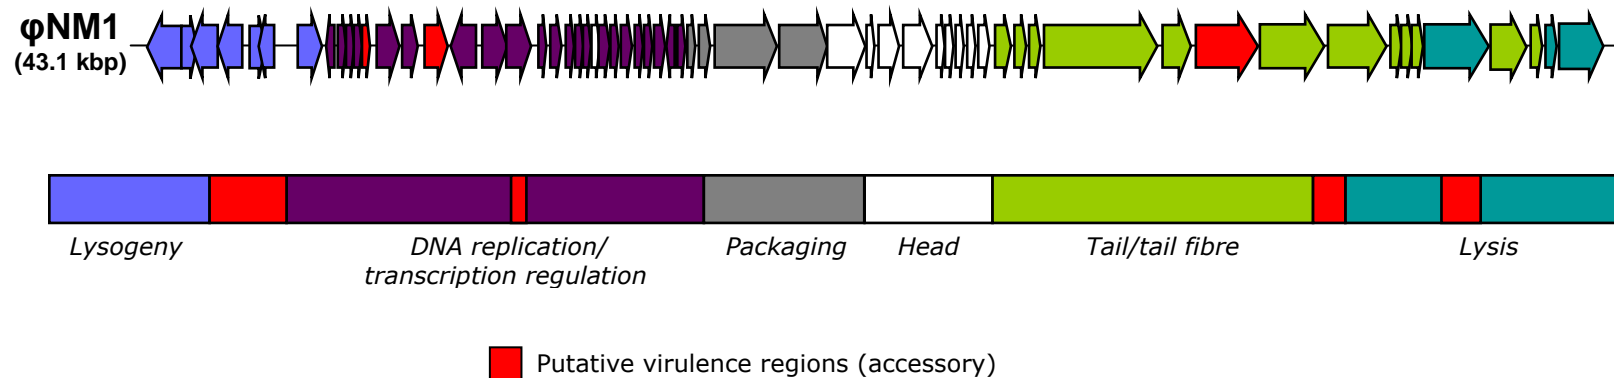 φNM1
(43.1 kbp)
Lysogeny
DNA replication/
transcription regulation
Packaging
Head
Tail/tail fibre
Lysis
Putative virulence regions (accessory)